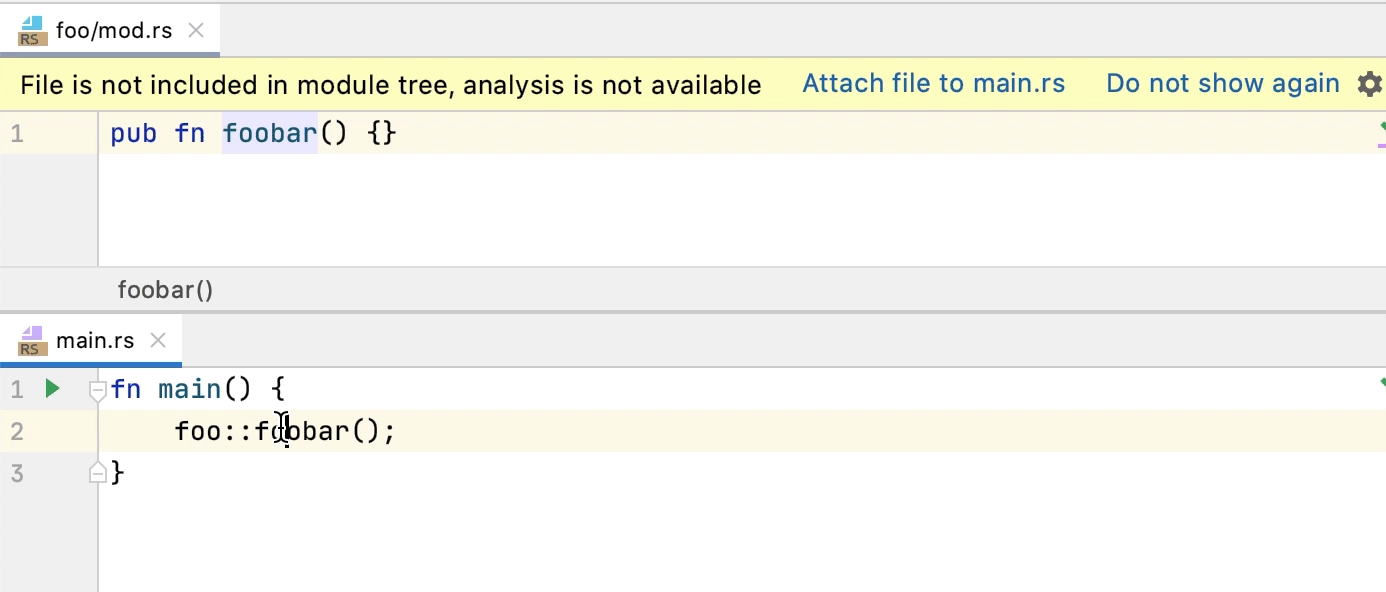 RS foo/mod.rs
File is not included in module tree, analysis is not available Attach file to main.rs Do not show again
1 pub fn foobar() {}
foobar()
RS main.rs
1 fn main() {
2 foo::foobar();
3 }